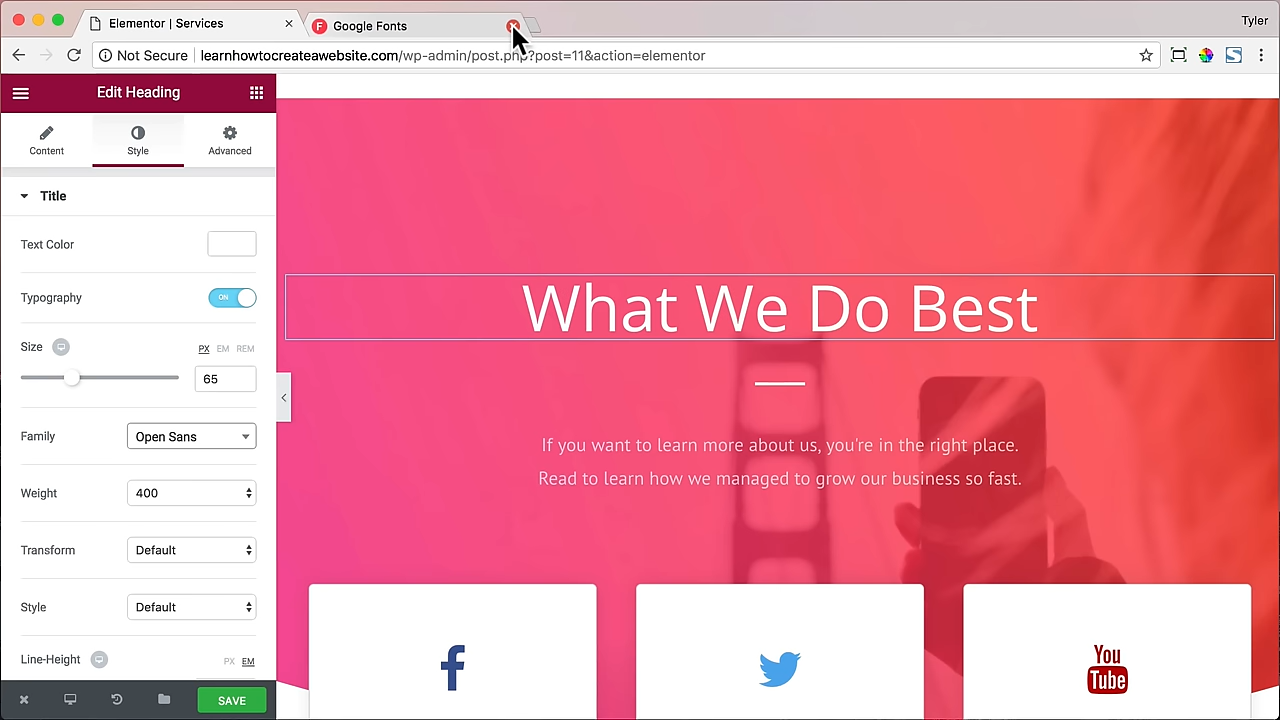 Elementor | Services
Google Fonts
Tyler
Not Secure learnhowtocreateawebsite.com/wp-admin/post.php?post=11&action=elementor
Edit Heading
Content
Style
Advanced
Title
Text Color
Typography
ON
Size
PX EM REM
65
Family
Open Sans
Weight
400
Transform
Default
Style
Default
Line-Height
PX EM
SAVE
What We Do Best
If you want to learn more about us, you're in the right place.
Read to learn how we managed to grow our business so fast.
You
Tube